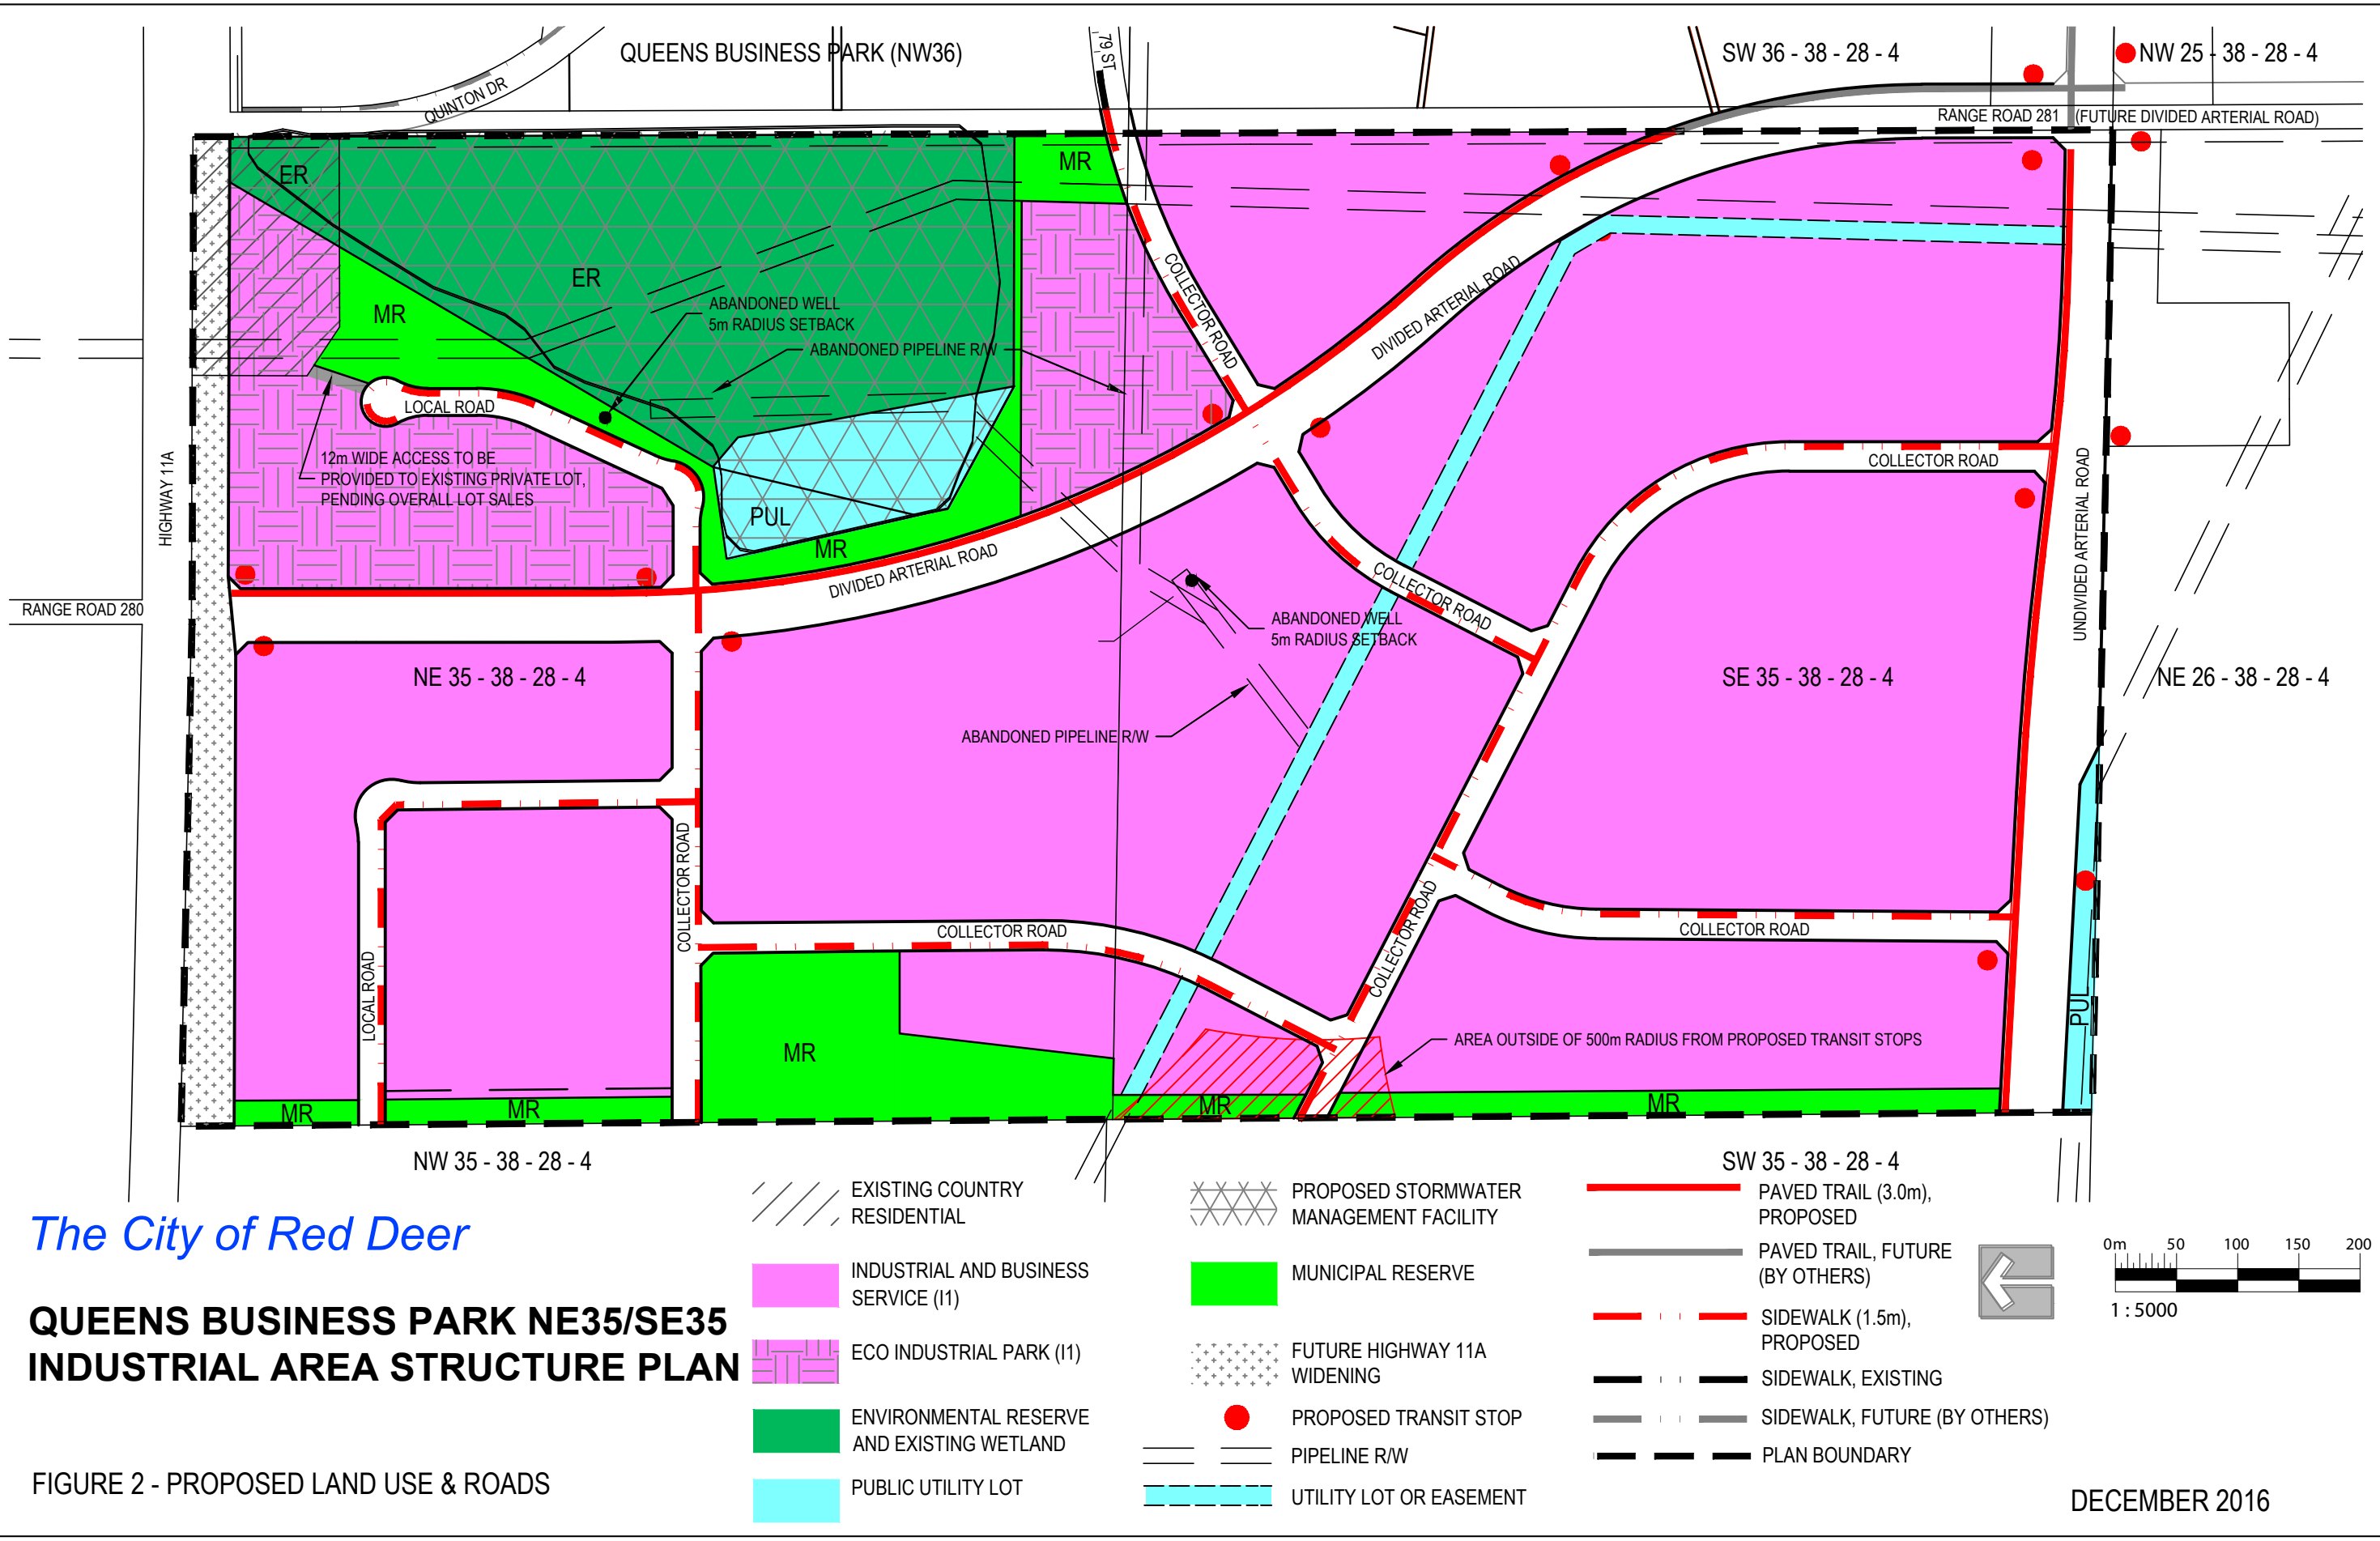 QUEENS BUSINESS PARK (NW36)
79 ST
SW 36 - 38 - 28 - 4
NW 25 - 38 - 28 - 4
QUINTON DR
RANGE ROAD 281 (FUTURE DIVIDED ARTERIAL ROAD)
ER
MR
ER
COLLECTOR ROAD
DIVIDED ARTERIAL ROAD
MR
ABANDONED WELL
5m RADIUS SETBACK
ABANDONED PIPELINE R/W
LOCAL ROAD
12m WIDE ACCESS TO BE
PROVIDED TO EXISTING PRIVATE LOT,
PENDING OVERALL LOT SALES
HIGHWAY 11A
COLLECTOR ROAD
UNDIVIDED ARTERIAL ROAD
PUL
MR
DIVIDED ARTERIAL ROAD
COLLECTOR ROAD
RANGE ROAD 280
ABANDONED WELL
5m RADIUS SETBACK
NE 35 - 38 - 28 - 4
SE 35 - 38 - 28 - 4
NE 26 - 38 - 28 - 4
ABANDONED PIPELINE R/W
COLLECTOR ROAD
COLLECTOR ROAD
COLLECTOR ROAD
COLLECTOR ROAD
LOCAL ROAD
PUL
MR
AREA OUTSIDE OF 500m RADIUS FROM PROPOSED TRANSIT STOPS
MR
MR
MR
MR
NW 35 - 38 - 28 - 4
SW 35 - 38 - 28 - 4
The City of Red Deer
QUEENS BUSINESS PARK NE35/SE35
INDUSTRIAL AREA STRUCTURE PLAN
FIGURE 2 - PROPOSED LAND USE & ROADS
EXISTING COUNTRY
RESIDENTIAL
INDUSTRIAL AND BUSINESS
SERVICE (I1)
ECO INDUSTRIAL PARK (I1)
ENVIRONMENTAL RESERVE
AND EXISTING WETLAND
PUBLIC UTILITY LOT
PROPOSED STORMWATER
MANAGEMENT FACILITY
MUNICIPAL RESERVE
FUTURE HIGHWAY 11A
WIDENING
PROPOSED TRANSIT STOP
PIPELINE R/W
UTILITY LOT OR EASEMENT
PAVED TRAIL (3.0m),
PROPOSED
PAVED TRAIL, FUTURE
(BY OTHERS)
SIDEWALK (1.5m),
PROPOSED
SIDEWALK, EXISTING
SIDEWALK, FUTURE (BY OTHERS)
PLAN BOUNDARY
0m 50 100 150 200
1 : 5000
DECEMBER 2016